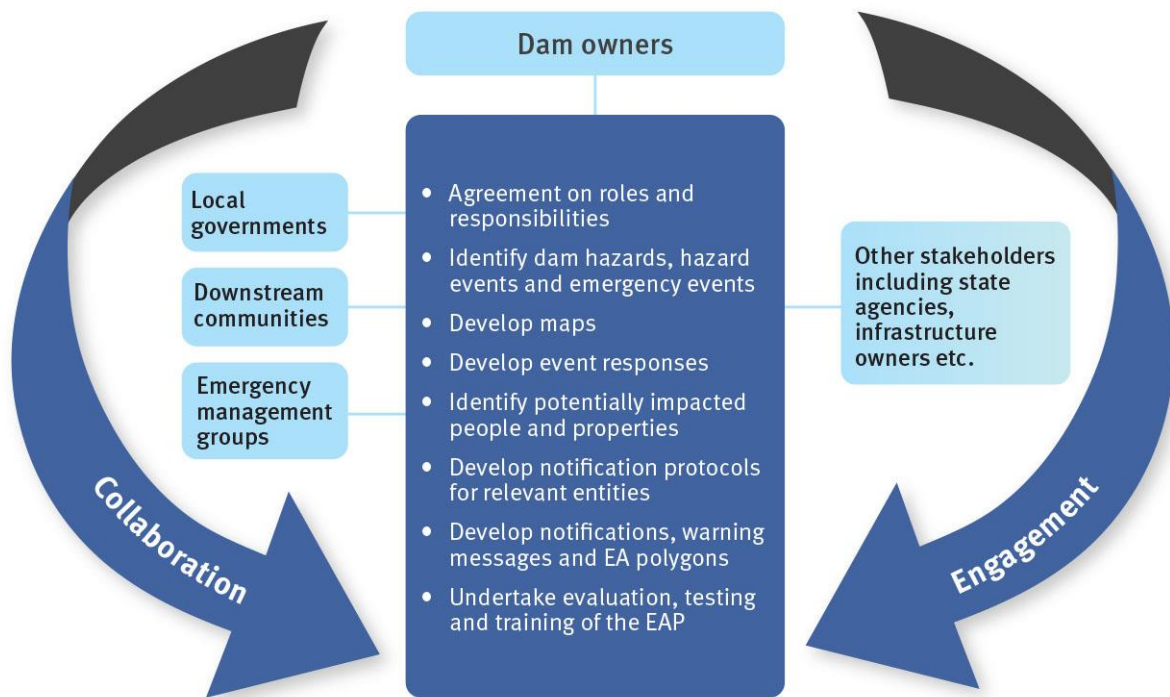 Dam owners
Local
governments
Downstream
communities
Emergency
management
groups
• Agreement on roles and
responsibilities
• Identify dam hazards, hazard
events and emergency events
• Develop maps
• Develop event responses
• Identify potentially impacted
people and properties
• Develop notification protocols
for relevant entities
• Develop notifications, warning
messages and EA polygons
• Undertake evaluation, testing
and training of the EAP
Other stakeholders
including state
agencies,
infrastructure
owners etc.
Collaboration
Engagement